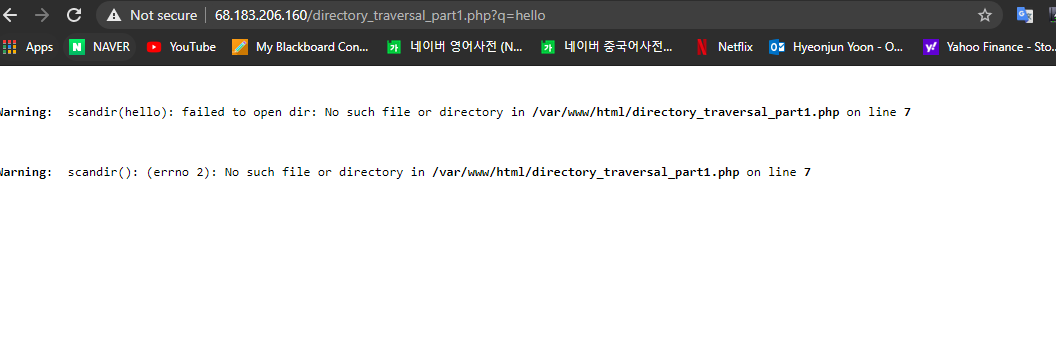 Not secure 68.183.206.160/directory_traversal_part1.php?q=hello
Apps NAVER YouTube My Blackboard Con... 네이버 영어사전 (N... 네이버 중국어사전... Netflix Hyeonjun Yoon - O... Yahoo Finance - Sto...
Warning: scandir(hello): failed to open dir: No such file or directory in /var/www/html/directory_traversal_part1.php on line 7
Warning: scandir(): (errno 2): No such file or directory in /var/www/html/directory_traversal_part1.php on line 7